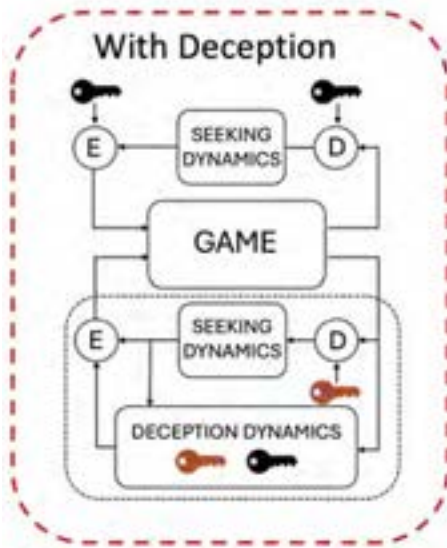 With Deception
E
SEEKING
DYNAMICS
D
GAME
E
SEEKING
DYNAMICS
D
DECEPTION DYNAMICS